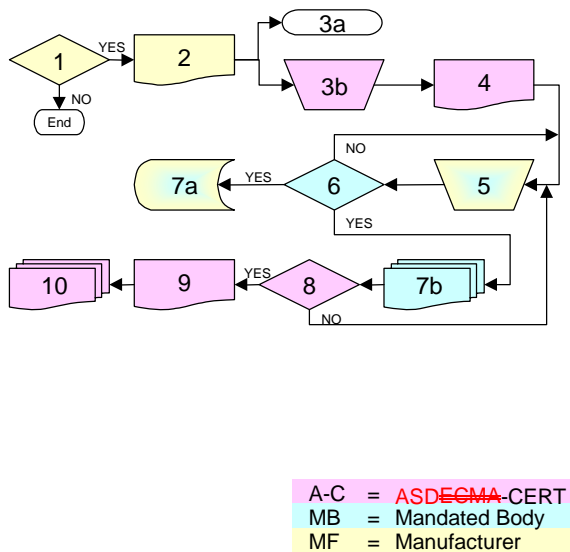 3a
1
YES
2
3b
4
NO
End
NO
7a
YES
6
5
YES
10
9
YES
8
7b
NO
A-C = ASDECMA-CERT
MB = Mandated Body
MF = Manufacturer